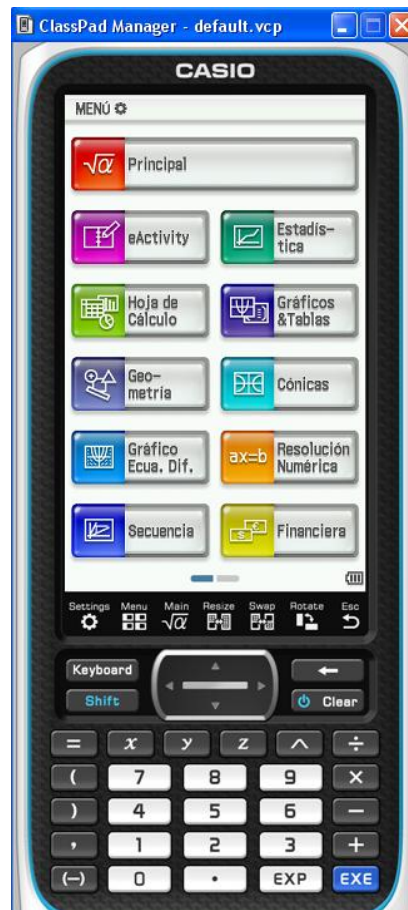 ClassPad Manager - default.vcp
CASIO
MENÚ
√α Principal
eActivity
Estadís-
tica
Hoja de
Cálculo
Gráficos
&Tablas
Geo-
metría
Cónicas
Gráfico
Ecua. Dif.
ax=b Resolución
Numérica
Secuencia
$ € Financiera
Settings Menu Main Resize Swap Rotate Esc
√α
Keyboard
Shift Clear
= x y z ^ ÷
( 7 8 9 ×
) 4 5 6 −
, 1 2 3 +
(−) 0 • EXP EXE